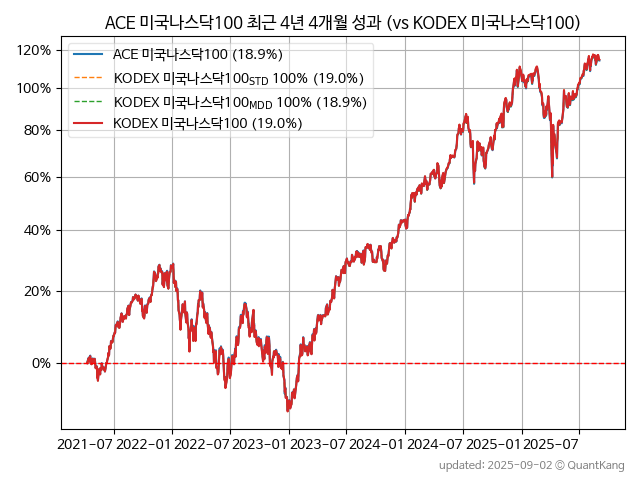 ACE 미국나스닥100 최근 4년 4개월 성과 (vs KODEX 미국나스닥100)
120%
100%
80%
60%
40%
20%
0%
ACE 미국나스닥100 (18.9%)
KODEX 미국나스닥100STD 100% (19.0%)
KODEX 미국나스닥100MDD 100% (18.9%)
KODEX 미국나스닥100 (19.0%)
2021-07 2022-01 2022-07 2023-01 2023-07 2024-01 2024-07 2025-01 2025-07
updated: 2025-09-02 © QuantKang